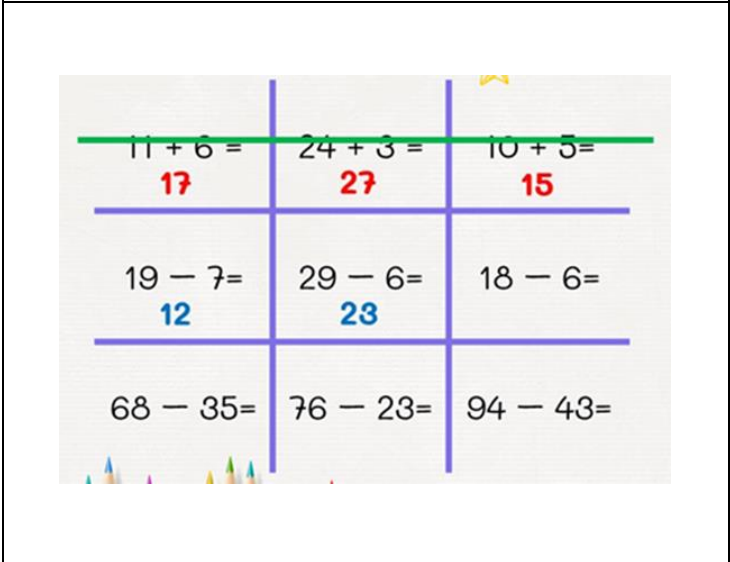 11 + 6 = 24 + 3 = 10 + 5=
17 27 15
19 — 7= 29 — 6= 18 — 6=
12 23
68 — 35= 76 — 23= 94 — 43=